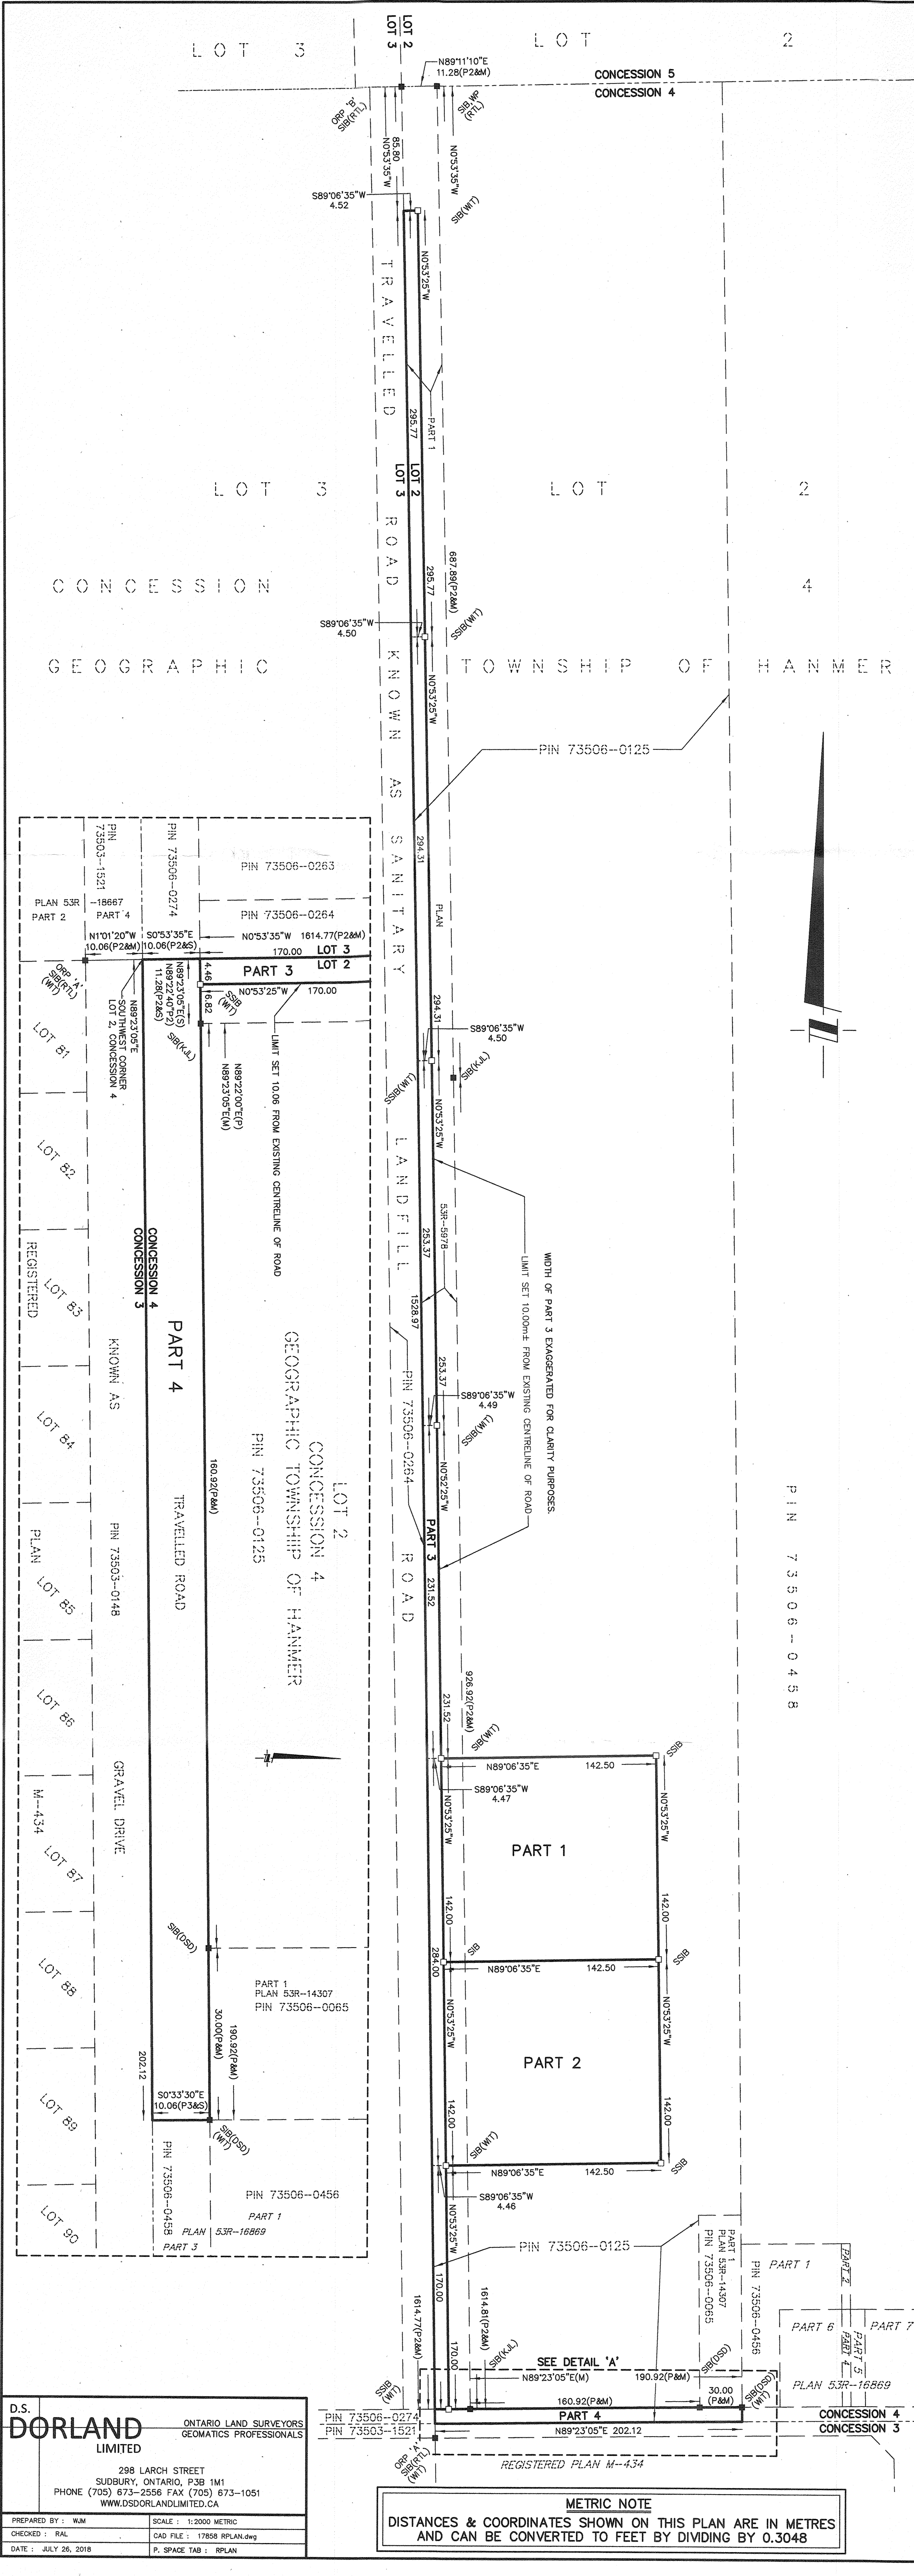 LOT 3
LOT 2
LOT 3
LOT 2
N89°11'10"E
11.28(P2&M)
CONCESSION 5
CONCESSION 4
ORP 'B'
SIB(RTL)
SIB,WP
(RTL)
N0°53'35"W
85.80
N0°53'35"W
S89°06'35"W
4.52
SIB(WIT)
N0°53'25"W
TRAVELLED ROAD KNOWN AS SANITARY LANDFILL ROAD
PART 1
295.77
LOT 2
LOT 3
LOT 3
LOT 2
295.77
687.89(P2&M)
CONCESSION 4
S89°06'35"W
4.50
SSIB(WIT)
GEOGRAPHIC TOWNSHIP OF HANMER
N0°53'25"W
PIN 73506-0125
294.31
PLAN
294.31
S89°06'35"W
4.50
SSIB(WIT)
SIB(KJL)
N0°53'25"W
53R-5978
253.37
1528.97
WIDTH OF PART 3 EXAGGERATED FOR CLARITY PURPOSES.
LIMIT SET 10.00m± FROM EXISTING CENTRELINE OF ROAD
253.37
S89°06'35"W
4.49
SSIB(WIT)
PIN 73506-0264
N0°52'25"W
PIN 73506-0458
PART 3
231.52
926.92(P2&M)
231.52
SIB(WIT)
SSIB
N89°06'35"E 142.50
S89°06'35"W
4.47
N0°53'25"W
N0°53'25"W
PART 1
142.00
142.00
284.00
SIB
SSIB
N89°06'35"E 142.50
N0°53'25"W
N0°53'25"W
PART 2
142.00
142.00
SIB(WIT)
SSIB
N89°06'35"E 142.50
S89°06'35"W
4.46
N0°53'25"W
PIN 73506-0125
170.00
170.00
1614.77(P2&M)
1614.81(P2&M)
PART 1
PLAN 53R-14307
PIN 73506-0065
PIN 73506-0456
PART 1
PART 2
PART 6
PART 4
PART 5
PART 7
PLAN 53R-16869
SEE DETAIL 'A'
SIB(KJL)
N89°23'05"E(M) 190.92(P&M)
SIB(DSD)
SIB(DSD)
(WIT)
160.92(P&M)
30.00
(P&M)
SSIB
(WIT)
PIN 73506-0274
PIN 73503-1521
PART 4
N89°23'05"E 202.12
CONCESSION 4
CONCESSION 3
ORP 'A'
SIB(RTL)
(WIT)
REGISTERED PLAN M-434
PIN
73503-1521
PIN 73506-0274
PIN 73506-0263
PIN 73506-0264
PLAN 53R-18667
PART 2 PART 4
N1°01'20"W
10.06(P2&M)
S0°53'35"E
10.06(P2&S)
N0°53'35"W 1614.77(P2&M)
170.00 LOT 3
LOT 2
PART 3
N0°53'25"W 170.00
ORP 'A'
SIB(RTL)
(WIT)
N89°23'05"E
SOUTHWEST CORNER
LOT 2, CONCESSION 4
N89°23'05"E(S)
N89°22'40"(P2)
11.28(P2&S)
4.46
6.82
SSIB
(WIT)
SIB(KJL)
N89°22'00"E(P)
N89°23'05"E(M)
LIMIT SET 10.06 FROM EXISTING CENTRELINE OF ROAD
LOT 81
LOT 82
LOT 83
LOT 84
LOT 85
LOT 86
LOT 87
LOT 88
LOT 89
LOT 90
REGISTERED PLAN M-434
KNOWN AS PIN 73503-0148 GRAVEL DRIVE
CONCESSION 4
CONCESSION 3
PART 4
TRAVELLED ROAD
160.92(P&M)
LOT 2
CONCESSION 4
GEOGRAPHIC TOWNSHIP OF HANMER
PIN 73506-0125
SIB(DSD)
PART 1
PLAN 53R-14307
PIN 73506-0065
30.00(P&M)
190.92(P&M)
202.12
S0°33'30"E
10.06(P3&S)
SIB(DSD)
(WIT)
PIN 73506-0458
PIN 73506-0456
PART 1
PLAN 53R-16869
PART 3
D.S.
DORLAND
LIMITED
ONTARIO LAND SURVEYORS
GEOMATICS PROFESSIONALS
298 LARCH STREET
SUDBURY, ONTARIO, P3B 1M1
PHONE (705) 673-2556 FAX (705) 673-1051
WWW.DSDORLANDLIMITED.CA
PREPARED BY : WJM
SCALE : 1:2000 METRIC
CHECKED : RAL
CAD FILE : 17858 RPLAN.dwg
DATE : JULY 26, 2018
P. SPACE TAB : RPLAN
METRIC NOTE
DISTANCES & COORDINATES SHOWN ON THIS PLAN ARE IN METRES
AND CAN BE CONVERTED TO FEET BY DIVIDING BY 0.3048